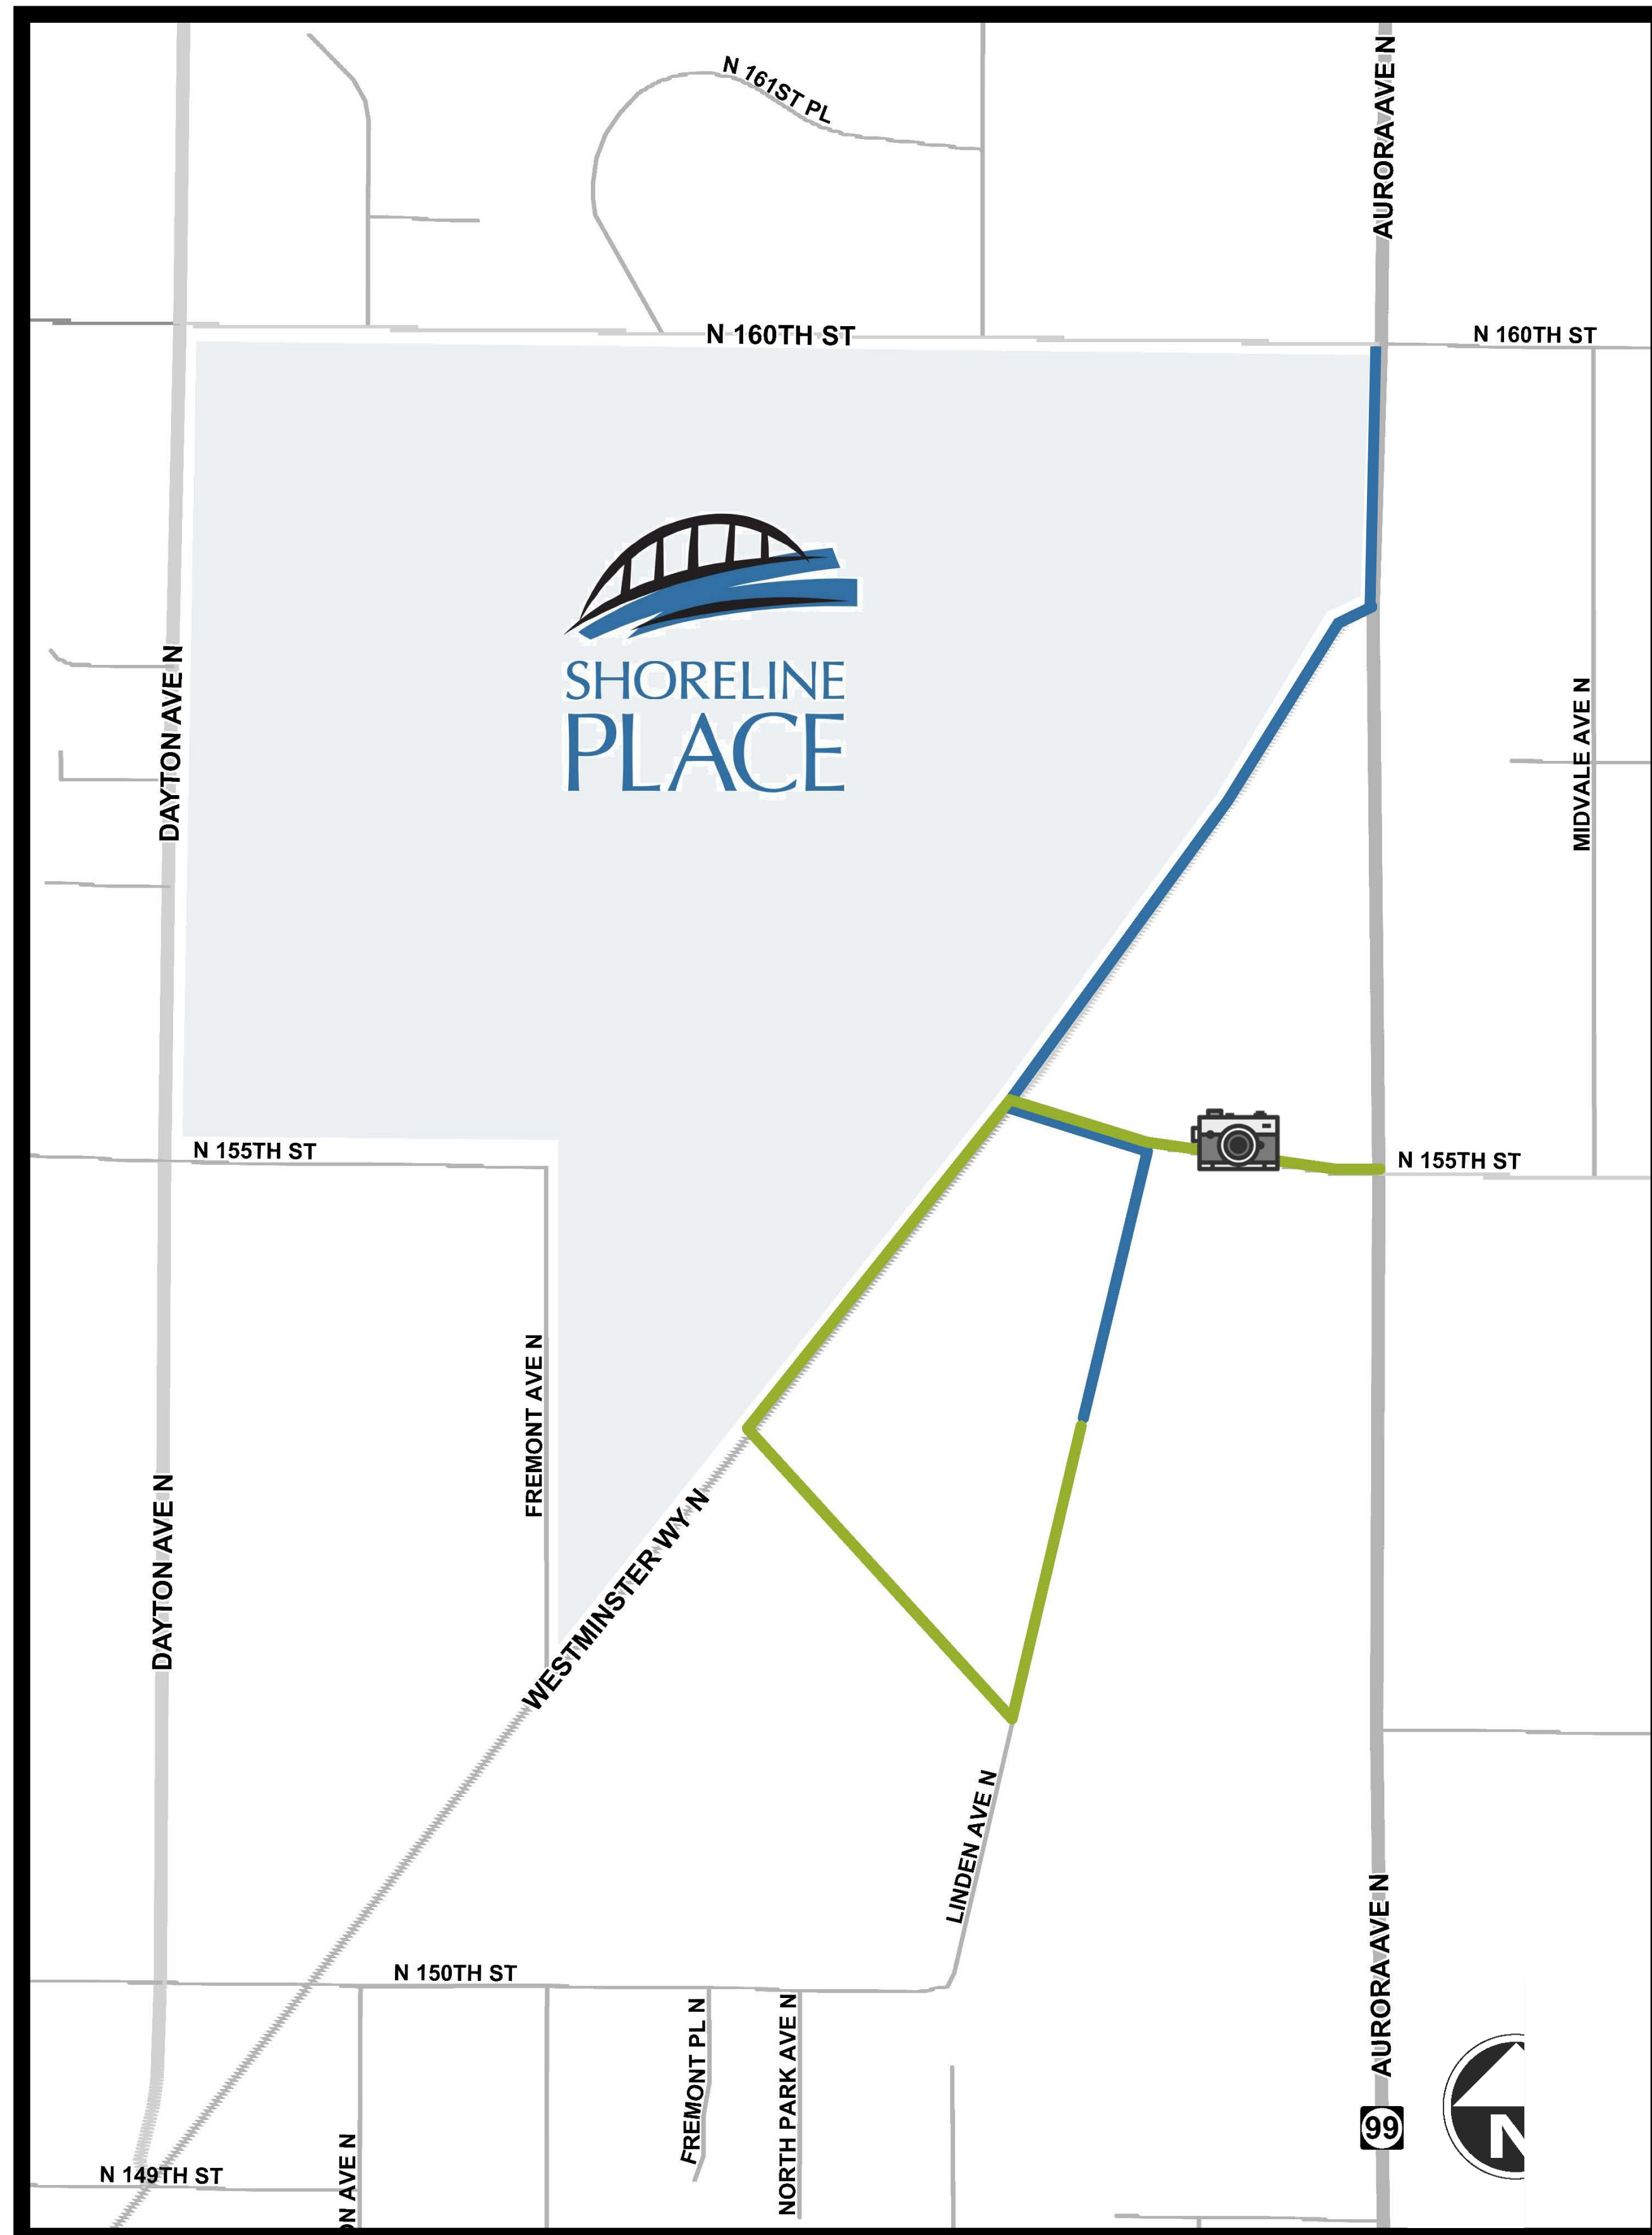 N 161ST PL
AURORA AVE N
N 160TH ST
N 160TH ST
SHORELINE
PLACE
DAYTON AVE N
MIDVALE AVE N
N 155TH ST
N 155TH ST
FREMONT AVE N
DAYTON AVE N
WESTMINSTER WY N
LINDEN AVE N
AURORA AVE N
N 150TH ST
FREMONT PL N
NORTH PARK AVE N
99
N
N 149TH ST
ON AVE N